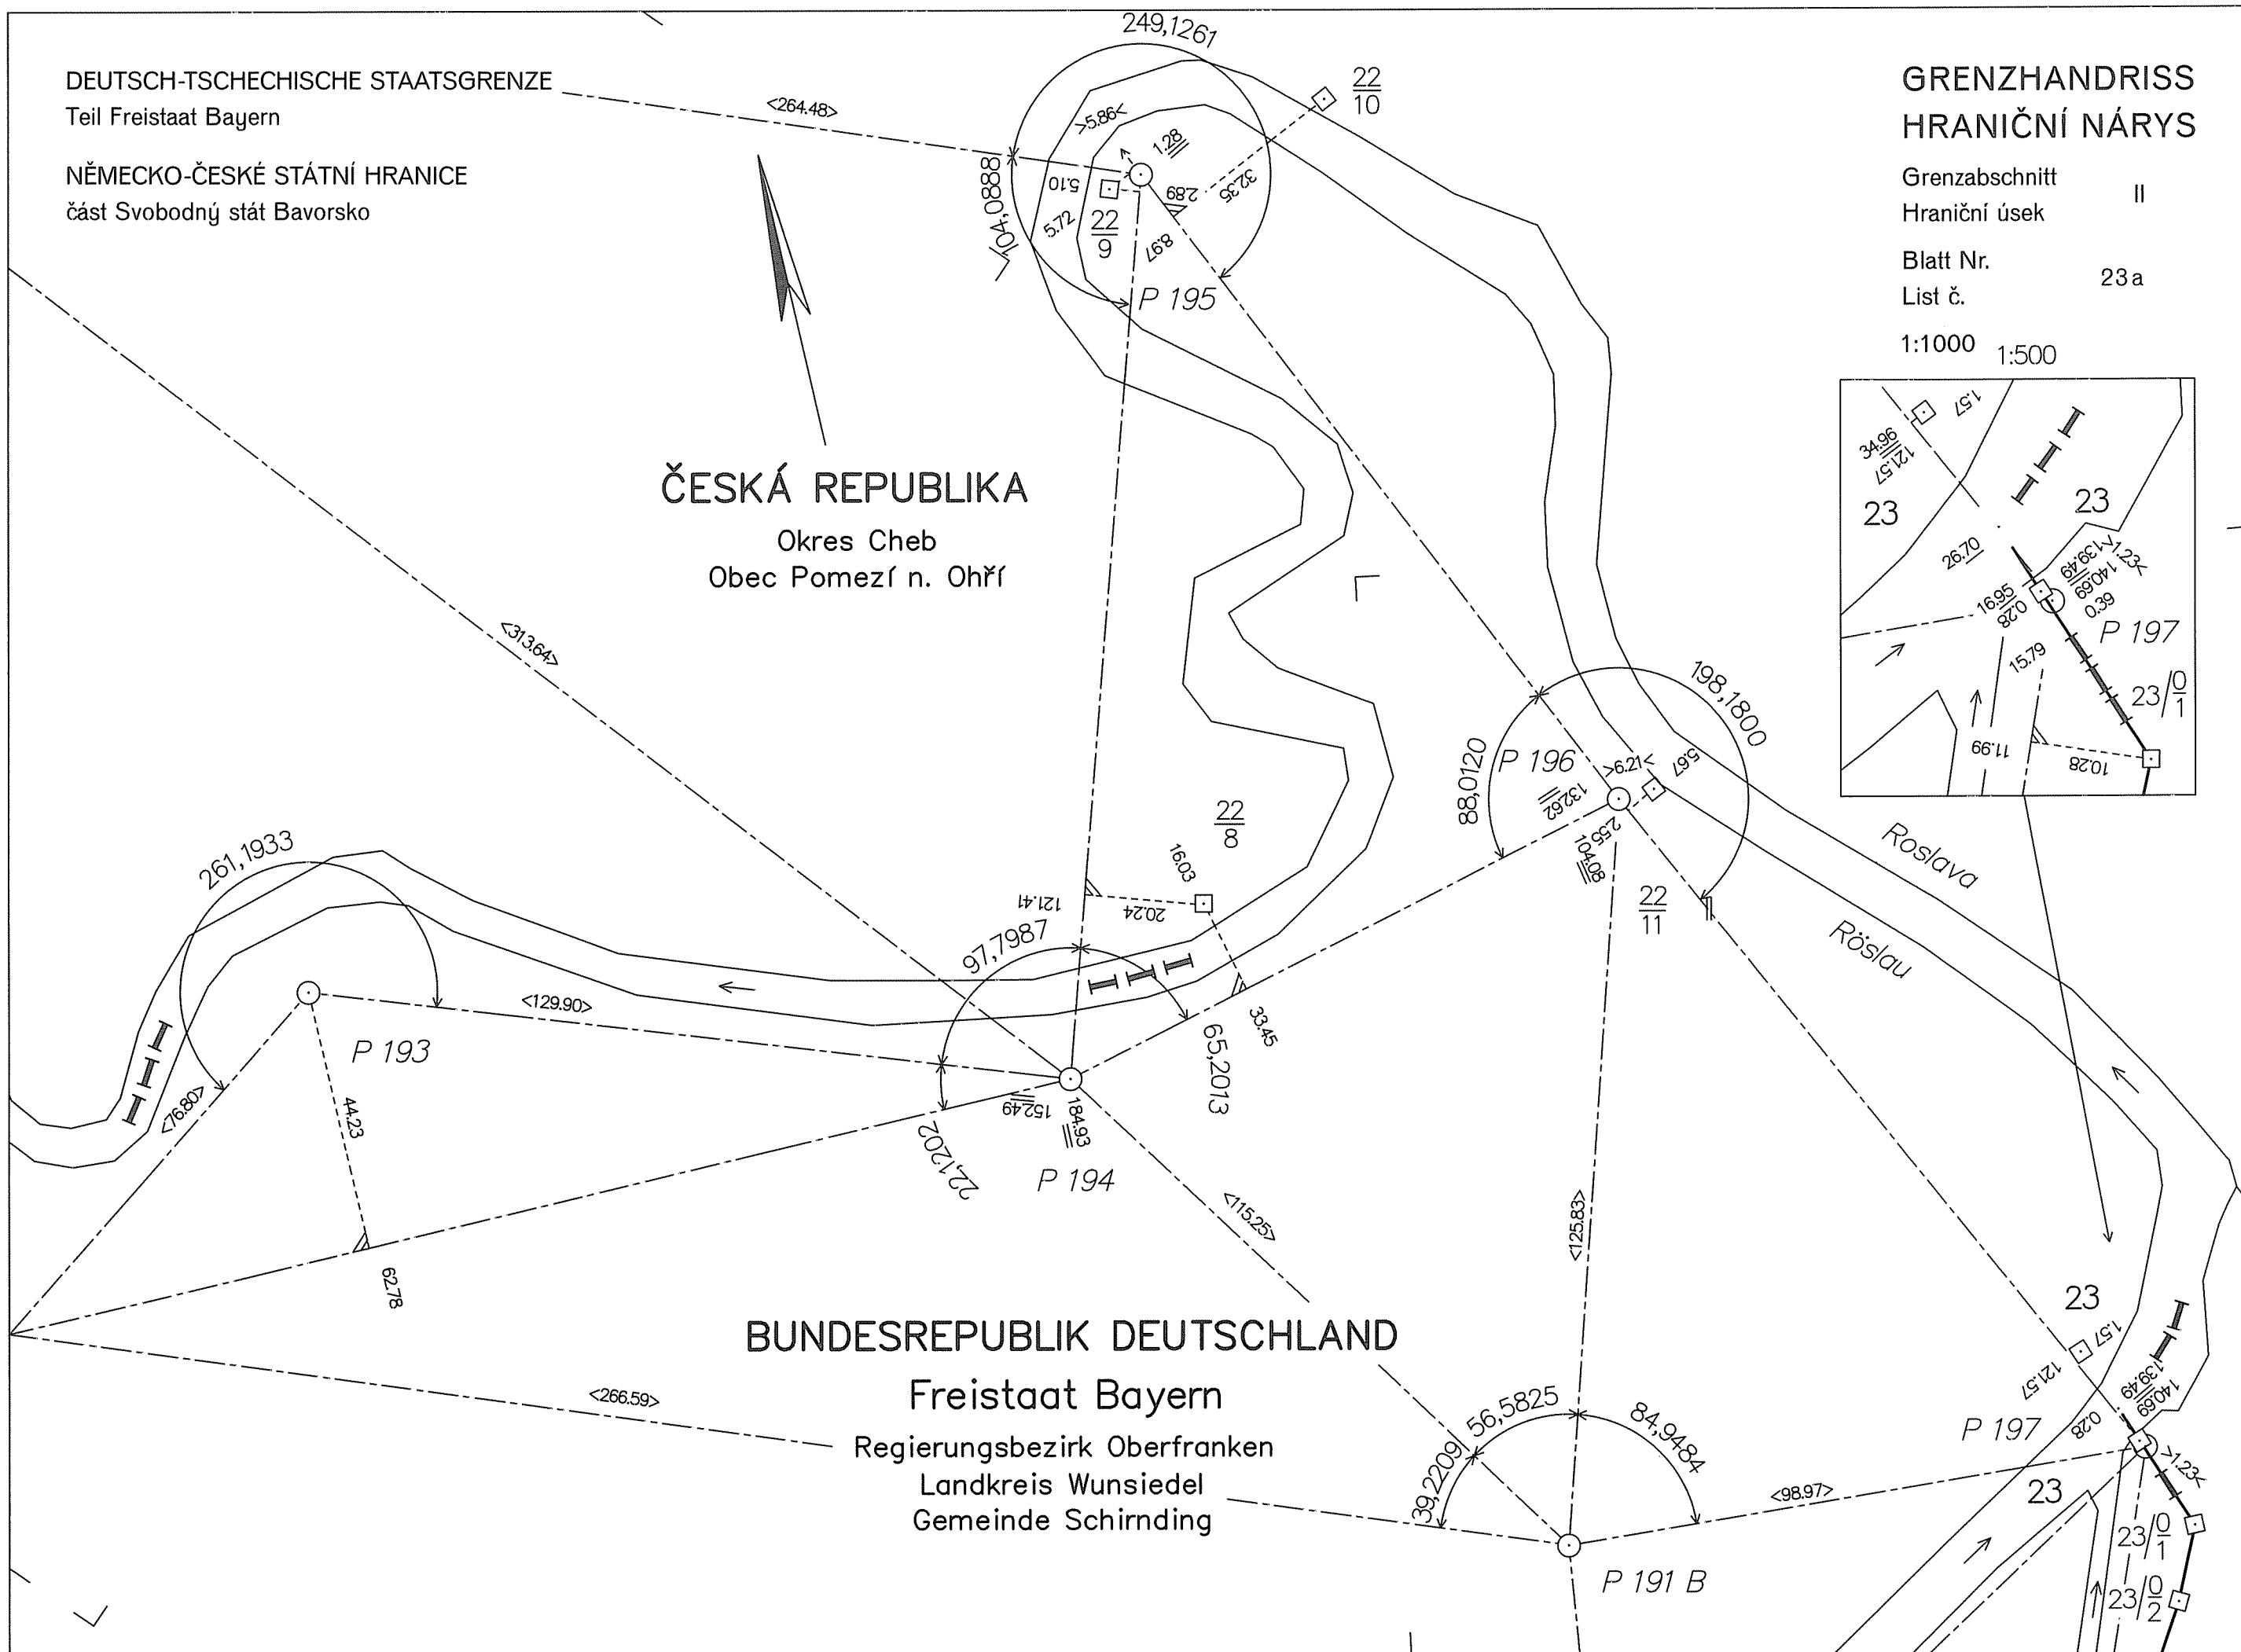 DEUTSCH-TSCHECHISCHE STAATSGRENZE
Teil Freistaat Bayern
NĚMECKO-ČESKÉ STÁTNÍ HRANICE
část Svobodný stát Bavorsko
GRENZHANDRISS
HRANIČNÍ NÁRYS
Grenzabschnitt
Hraniční úsek
II
Blatt Nr.
List č.
23a
1:1000
1:500
249,1261
22
10
<264.48>
>5.86<
1.28
104,0888
5.10
2.89
32.35
5.72
22
9
8.97
P 195
ČESKÁ REPUBLIKA
Okres Cheb
Obec Pomezí n. Ohří
1.57
34.96
121.57
23
23
26.70
139.49
>1.23<
140.69
16.95
0.28
0.39
P 197
15.79
23/0
1
11.99
10.28
<313.64>
198,1800
88,0120
P 196
>6.21<
5.67
132.62
2.55
104.08
22
11
Roslava
Röslau
22
8
16.03
121.41
20.24
261,1933
97,7987
33.45
65,2013
<129.90>
P 193
<76.80>
44.23
152.49
184.93
22,1202
P 194
<115.25>
<125.83>
62.78
BUNDESREPUBLIK DEUTSCHLAND
Freistaat Bayern
Regierungsbezirk Oberfranken
Landkreis Wunsiedel
Gemeinde Schirnding
<266.59>
39,2209
56,5825
84,9484
<98.97>
P 191 B
23
1.57
121.57
139.49
140.69
0.28
P 197
>1.23<
23
23/0
1
23/0
2